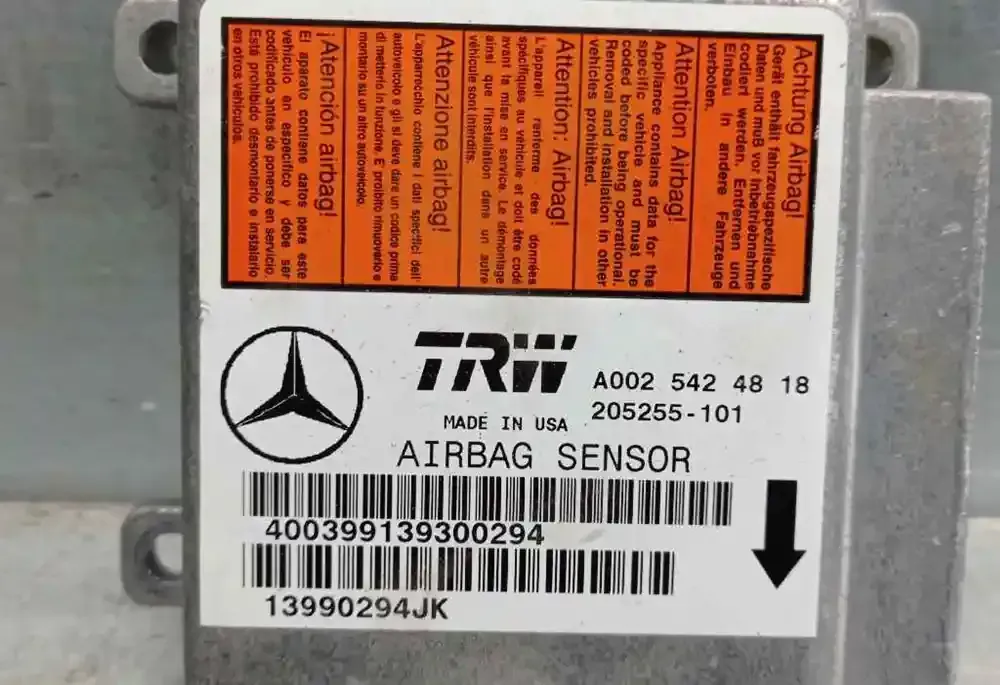 Achtung Airbag!
Gerät enthält fahrzeugspezifische
Daten und muß vor Inbetriebnahme
codiert werden. Entfernen und
Einbau in andere Fahrzeuge
verboten.
Attention Airbag!
Appliance contains data for the
specific vehicle and must be
coded before being operational.
Removal and installation in other
vehicles prohibited.
Attention: Airbag!
L'appareil renferme des données
spécifiques au véhicule et doit être codé
avant la mise en service. Le démontage
ainsi que l'installation dans un autre
véhicule sont interdits.
Attenzione airbag!
L'apparecchio contiene i dati specifici dell'
autoveicolo e gli si deve dare un codice prima
di metterlo in funzione. E' proibito rimuoverlo e
montarlo su un altro autoveicolo.
¡Atención airbag!
El aparato contiene datos para este
vehículo en especifico y debe ser
codificado antes de ponerse en servicio.
Está prohibido desmontarlo e instalarlo
en otros vehículos.
TRW
A002 542 48 18
205255-101
MADE IN USA
AIRBAG SENSOR
400399139300294
13990294JK